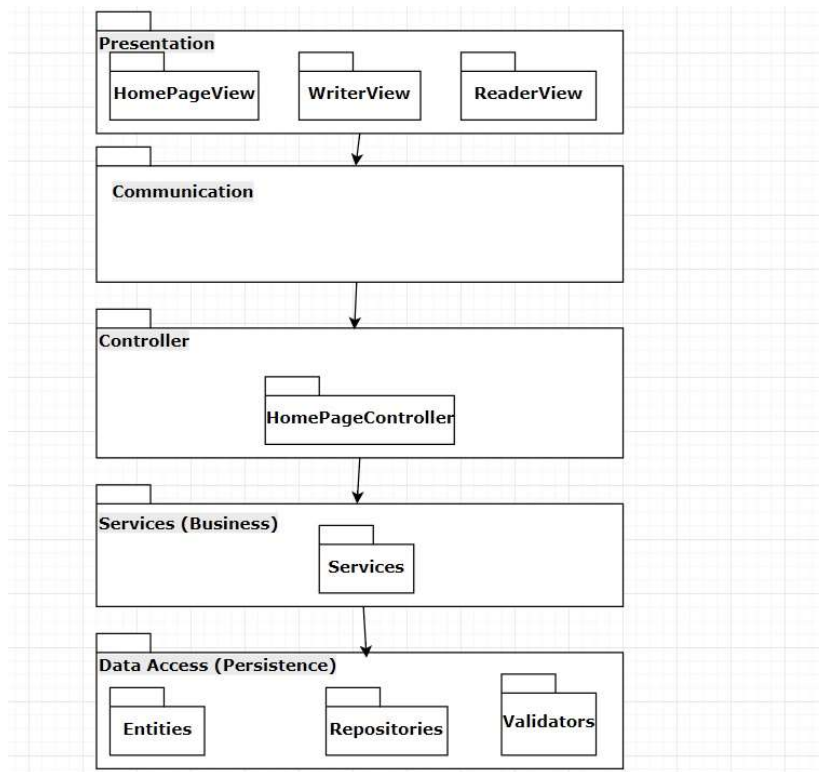 Presentation
HomePageView
WriterView
ReaderView
Communication
Controller
HomePageController
Services (Business)
Services
Data Access (Persistence)
Entities
Repositories
Validators